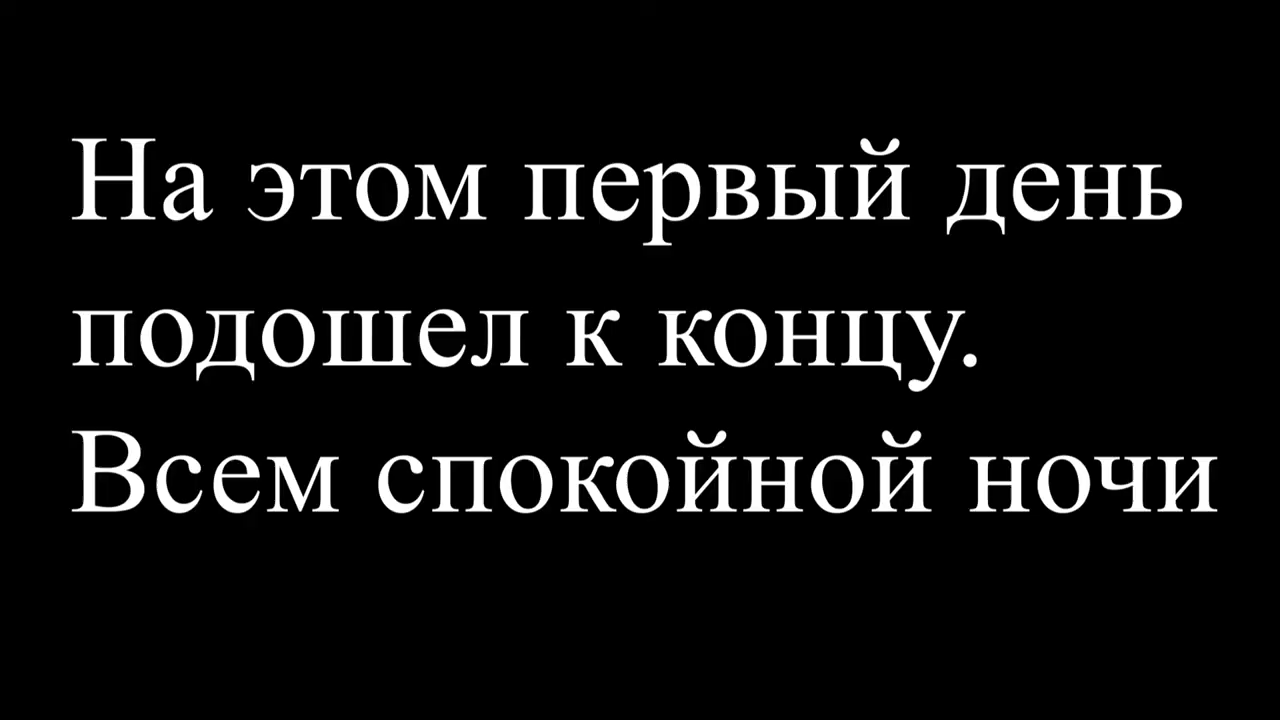 На этом первый день
подошел к концу.
Всем спокойной ночи